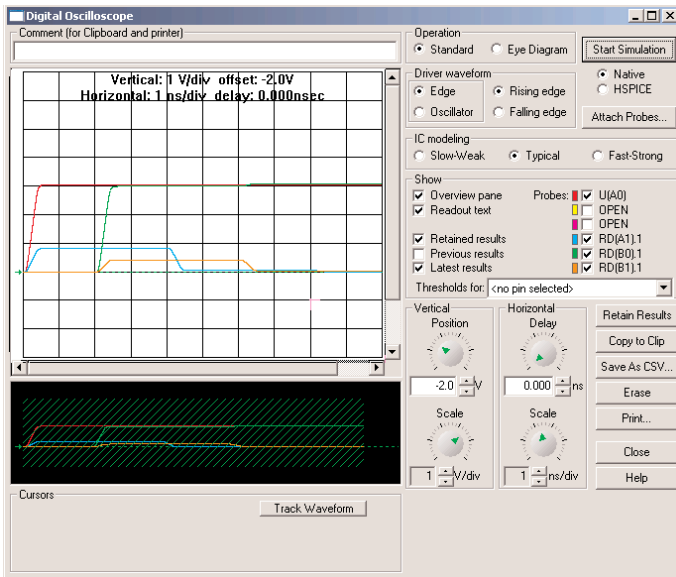 Digital Oscilloscope
Comment (for Clipboard and printer)
Vertical: 1 V/div offset: -2.0V
Horizontal: 1 ns/div delay: 0.000nsec
Operation
Standard
Eye Diagram
Start Simulation
Driver waveform
Edge
Rising edge
Oscillator
Falling edge
Native
HSPICE
Attach Probes...
IC modeling
Slow-Weak
Typical
Fast-Strong
Show
Overview pane
Probes:
U(A0)
Readout text
OPEN
OPEN
Retained results
RD(A1).1
Previous results
RD(B0).1
Latest results
RD(B1).1
Thresholds for:
<no pin selected>
Vertical
Position
-2.0
V
Scale
1
V/div
Horizontal
Delay
0.000
ns
Scale
1
ns/div
Retain Results
Copy to Clip
Save As CSV...
Erase
Print...
Close
Help
Cursors
Track Waveform